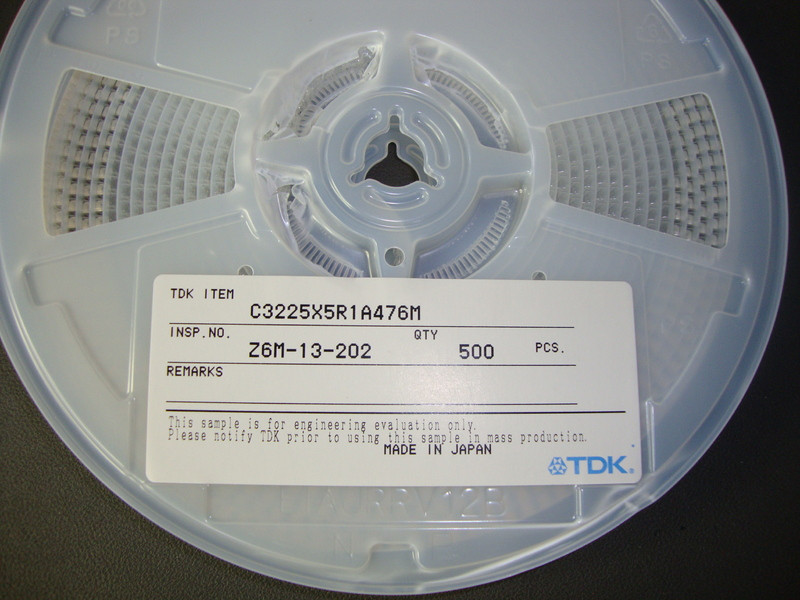 TDK ITEM
C3225X5R1A476M
INSP.NO. QTY
Z6M-13-202 500 PCS.
REMARKS
This sample is for engineering evaluation only.
Please notify TDK prior to using this sample in mass production.
MADE IN JAPAN
TDK